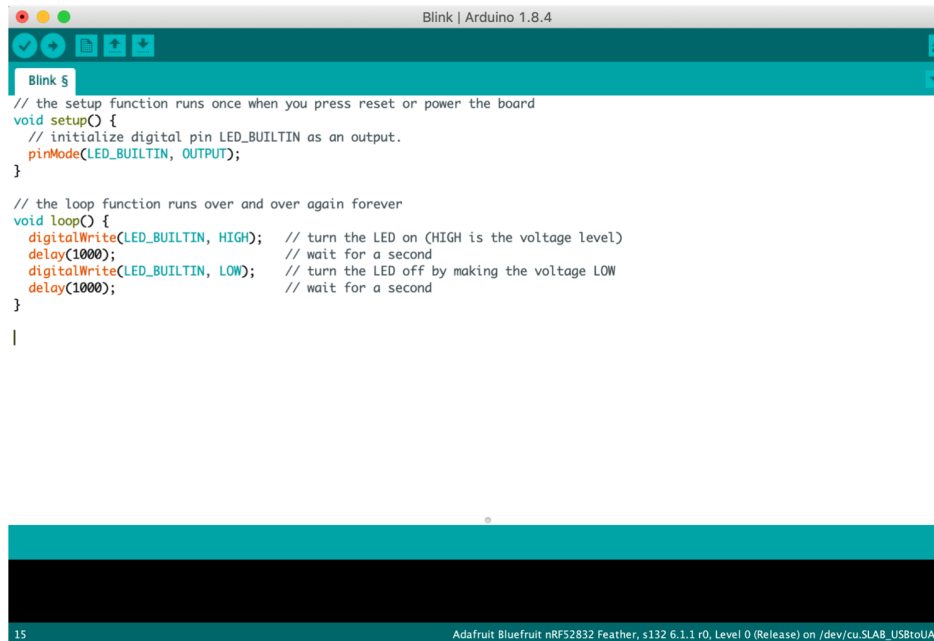 Blink | Arduino 1.8.4
Blink §
// the setup function runs once when you press reset or power the board
void setup() {
  // initialize digital pin LED_BUILTIN as an output.
  pinMode(LED_BUILTIN, OUTPUT);
}
// the loop function runs over and over again forever
void loop() {
  digitalWrite(LED_BUILTIN, HIGH);   // turn the LED on (HIGH is the voltage level)
  delay(1000);                       // wait for a second
  digitalWrite(LED_BUILTIN, LOW);    // turn the LED off by making the voltage LOW
  delay(1000);                       // wait for a second
}
15 Adafruit Bluefruit nRF52832 Feather, s132 6.1.1 r0, Level 0 (Release) on /dev/cu.SLAB_USBtoUA